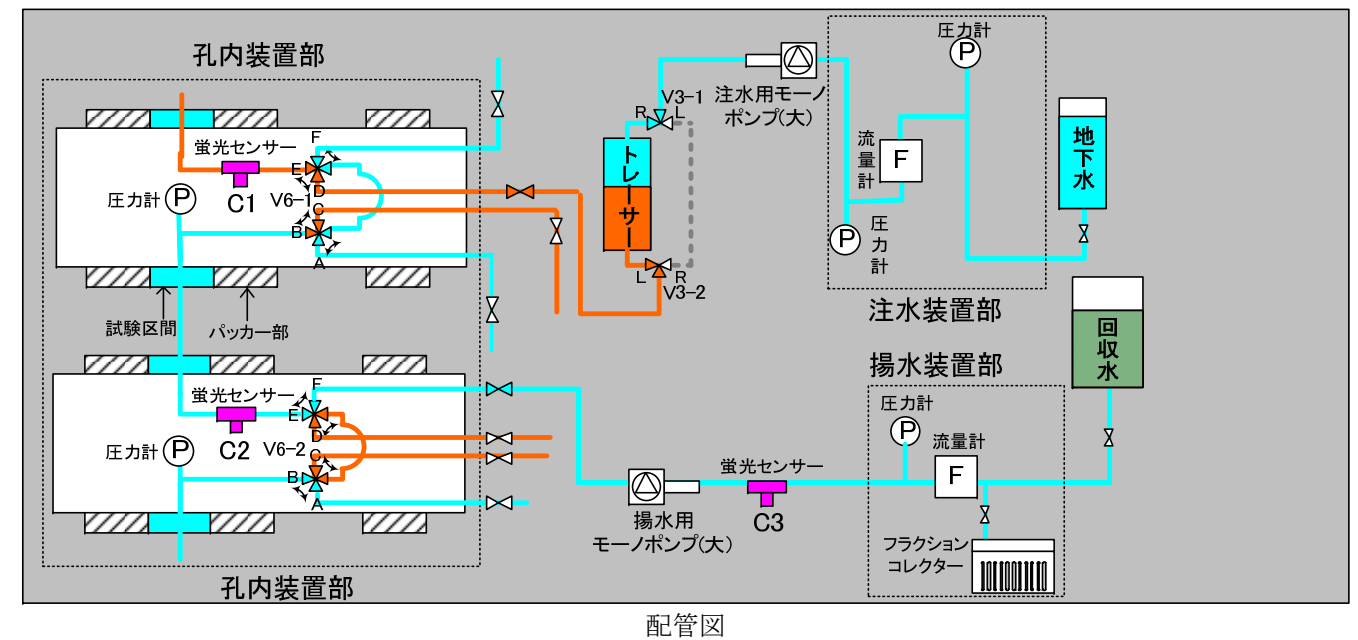 孔内装置部
蛍光センサー
圧力計
P
C1
V6-1
F
E
D
C
B
A
試験区間
パッカー部
蛍光センサー
圧力計
P
C2
V6-2
F
E
D
C
B
A
孔内装置部
V3-1
R
L
トレーサー
L
R
V3-2
注水用モーノ
ポンプ(大)
圧力計
P
流量計
F
P
圧力計
地下水
注水装置部
揚水装置部
回収水
圧力計
P
流量計
F
揚水用
モーノポンプ(大)
蛍光センサー
C3
フラクション
コレクター
配管図